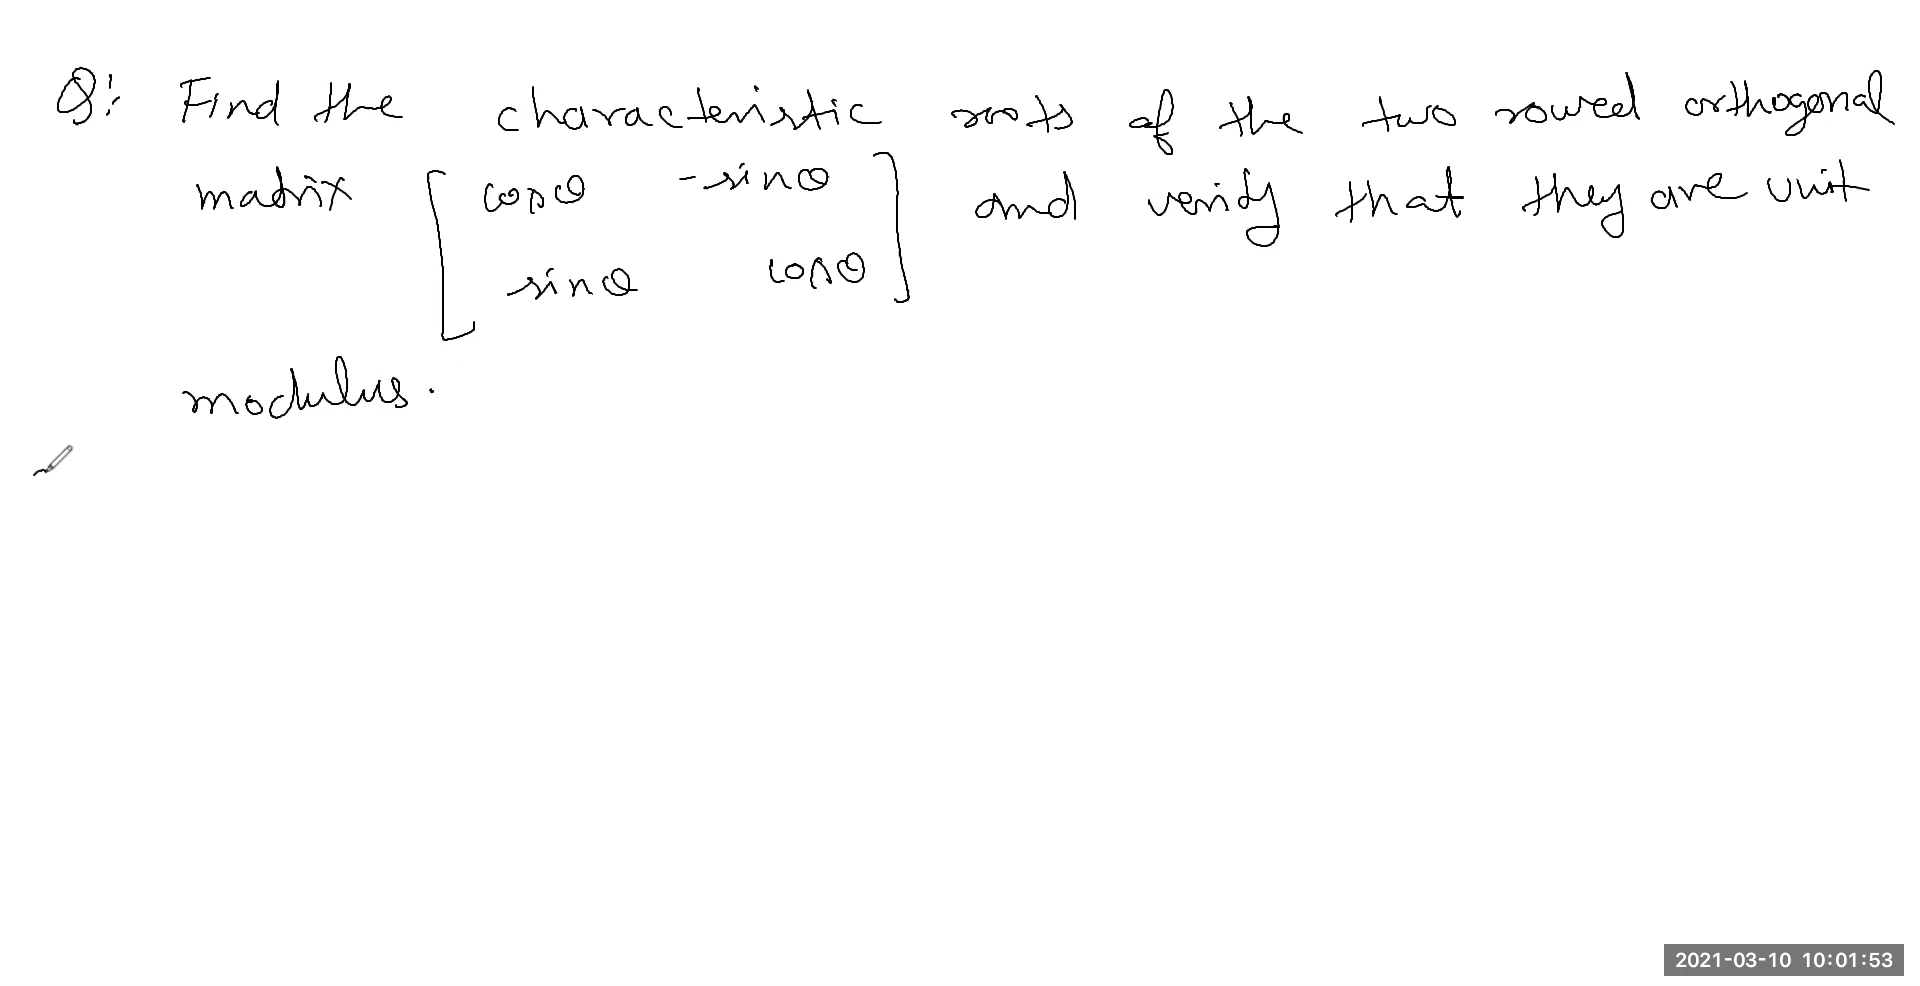 Q: Find the characteristic roots of the two rowed orthogonal
matrix [ cosθ -sinθ ] and verify that they are unit
sinθ cosθ
modulus.
2021-03-10 10:01:53